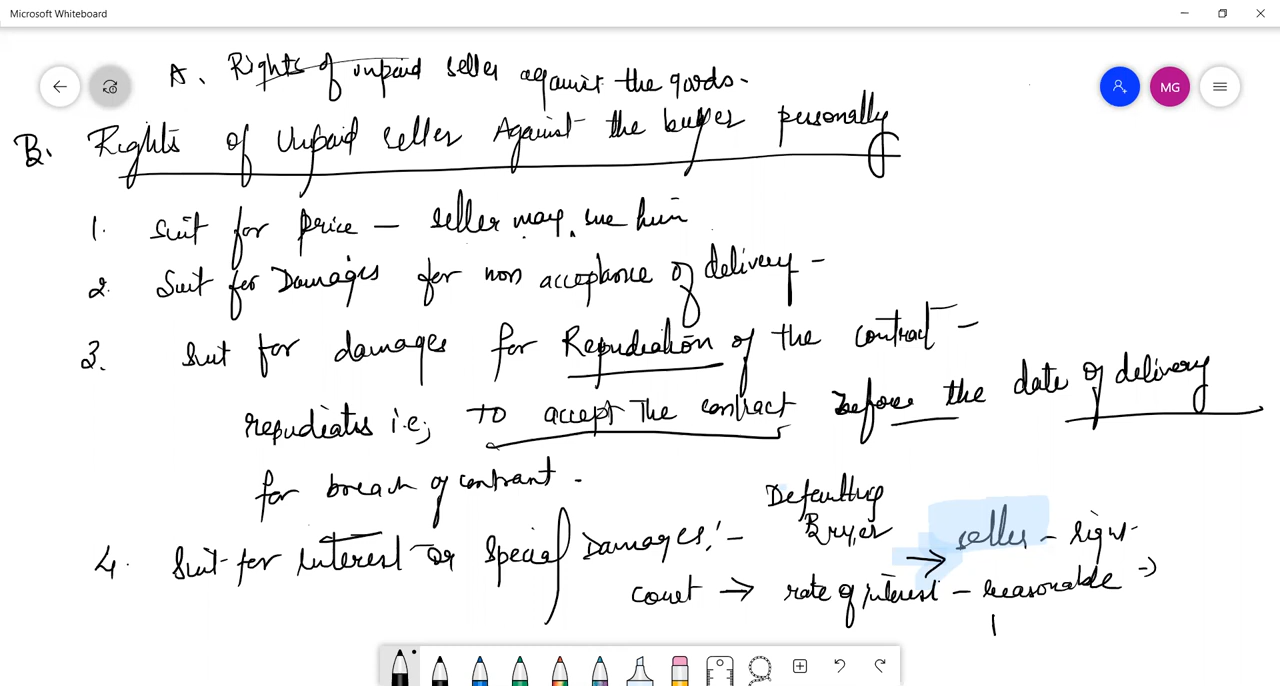 Microsoft Whiteboard
MG
A. Rights of unpaid seller against the goods.
B. Rights of Unpaid seller Against the buyer personally
1. Suit for price — seller may sue him
2. Suit for Damages for non acceptance of delivery -
3. Suit for damages for Repudiation of the contract -
repudiates i.e; to accept the contract before the date of delivery
for breach of contrant.
Defaulting
Buyer → seller - right
4. Suit for interest or special Damages:-
court → rate of interest - reasonable →